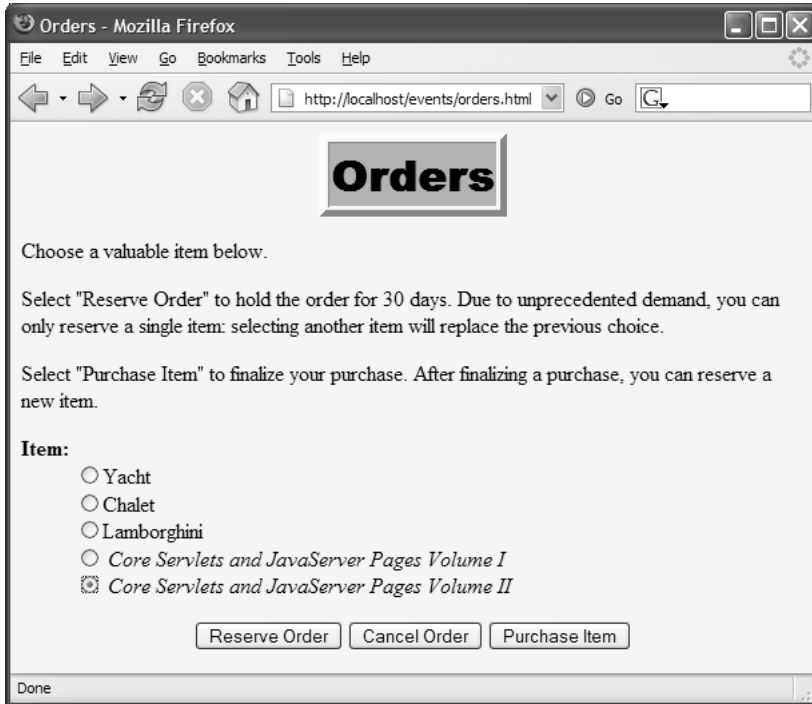 Orders - Mozilla Firefox
File Edit View Go Bookmarks Tools Help
http://localhost/events/orders.html Go G
Orders
Choose a valuable item below.
Select "Reserve Order" to hold the order for 30 days. Due to unprecedented demand, you can
only reserve a single item: selecting another item will replace the previous choice.
Select "Purchase Item" to finalize your purchase. After finalizing a purchase, you can reserve a
new item.
Item:
Yacht
Chalet
Lamborghini
Core Servlets and JavaServer Pages Volume I
Core Servlets and JavaServer Pages Volume II
Reserve Order Cancel Order Purchase Item
Done